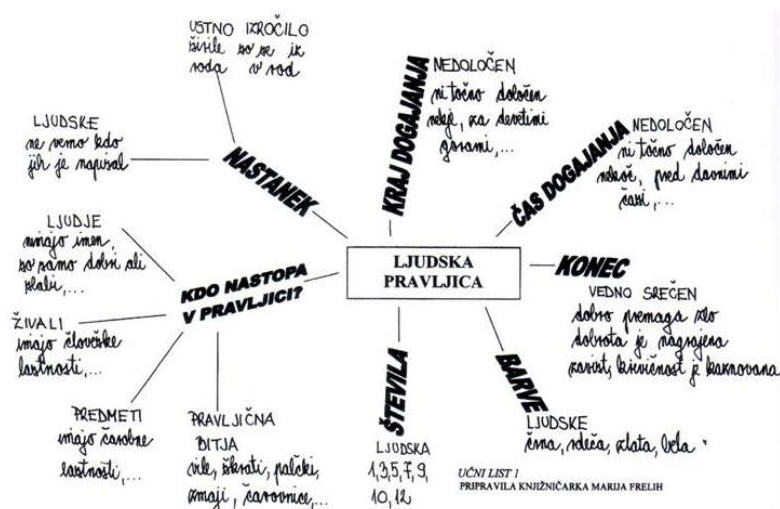 USTNO IZROČILO
živile so se iz
roda v rod
LJUDSKE
ne vemo kdo
jih je napisal
NASTANEK
KRAJ DOGAJANJA
NEDOLOČEN
ni točno določen
nekje, za devetimi
gorami,...
ČAS DOGAJANJA
NEDOLOČEN
ni točno določen
nekoč, pred davnimi
časi,...
LJUDSKA
PRAVLJICA
KDO NASTOPA
V PRAVLJICI?
LJUDJE
nimajo imen,
so samo dobri ali
slabi,...
ŽIVALI
imajo človeške
lastnosti,...
PREDMETI
imajo čarobne
lastnosti,...
PRAVLJIČNA
BITJA
vile, škrati, palčki,
zmaji, čarovnice,...
ŠTEVILA
LJUDSKA
1,3,5,7,9,
10,12
BARVE
LJUDSKE
črna, rdeča, zlata, bela
KONEC
VEDNO SREČEN
dobro premaga zlo
dobrota je nagrajena
zavist, krivičnost je kaznovana
UČNI LIST 1
PRIPRAVILA KNJIŽNIČARKA MARIJA FRELIH